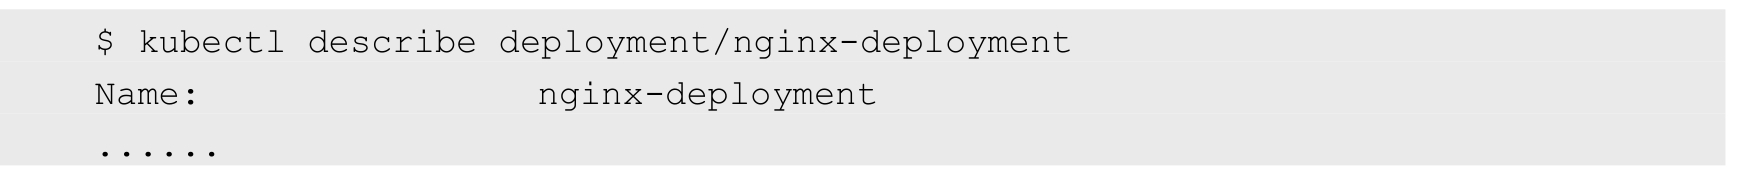 $ kubectl describe deployment/nginx-deployment
Name:                nginx-deployment
......